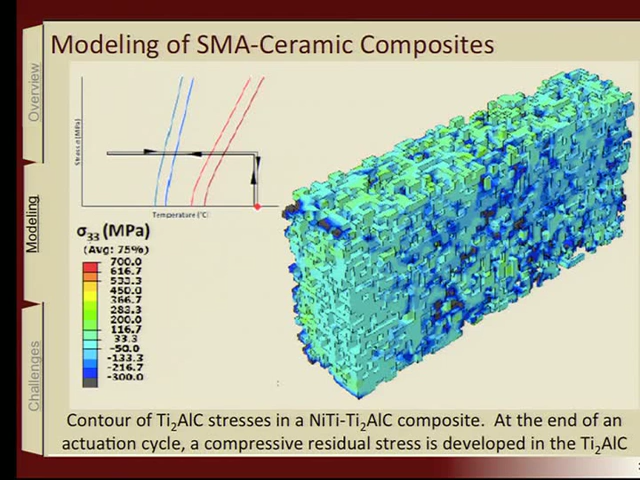 Modeling of SMA-Ceramic Composites
Overview
Modeling
Challenges
Stress (MPa)
Temperature (°C)
σ33 (MPa)
(Avg: 75%)
700.0
616.7
533.3
450.0
366.7
283.3
200.0
116.7
33.3
-50.0
-133.3
-216.7
-300.0
Contour of Ti2AlC stresses in a NiTi-Ti2AlC composite. At the end of an
actuation cycle, a compressive residual stress is developed in the Ti2AlC